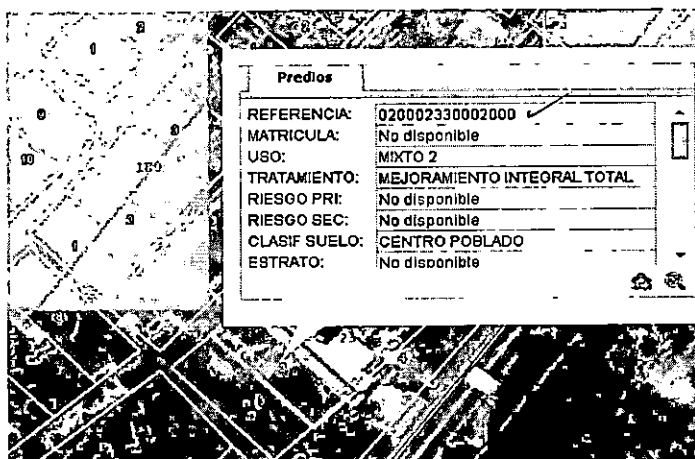 Predios
REFERENCIA: 020002330002000
MATRICULA: No disponible
USO: MIXTO 2
TRATAMIENTO: MEJORAMIENTO INTEGRAL TOTAL
RIESGO PRI: No disponible
RIESGO SEC: No disponible
CLASIF SUELO: CENTRO POBLADO
ESTRATO: No disponible